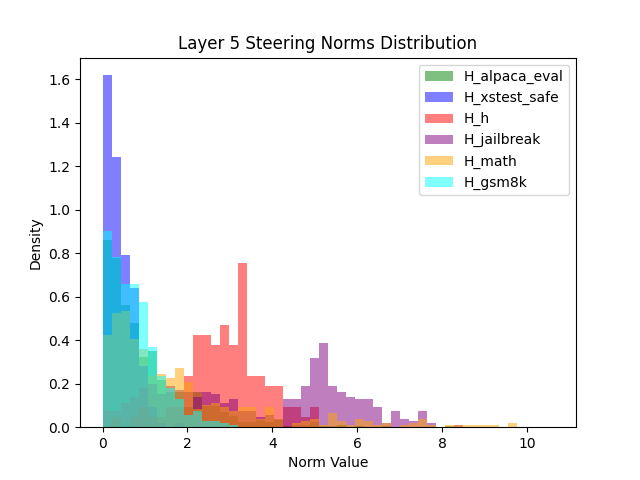 Layer 5 Steering Norms Distribution
H_alpaca_eval
H_xstest_safe
H_h
H_jailbreak
H_math
H_gsm8k
Density
1.6
1.4
1.2
1.0
0.8
0.6
0.4
0.2
0.0
0 2 4 6 8 10
Norm Value